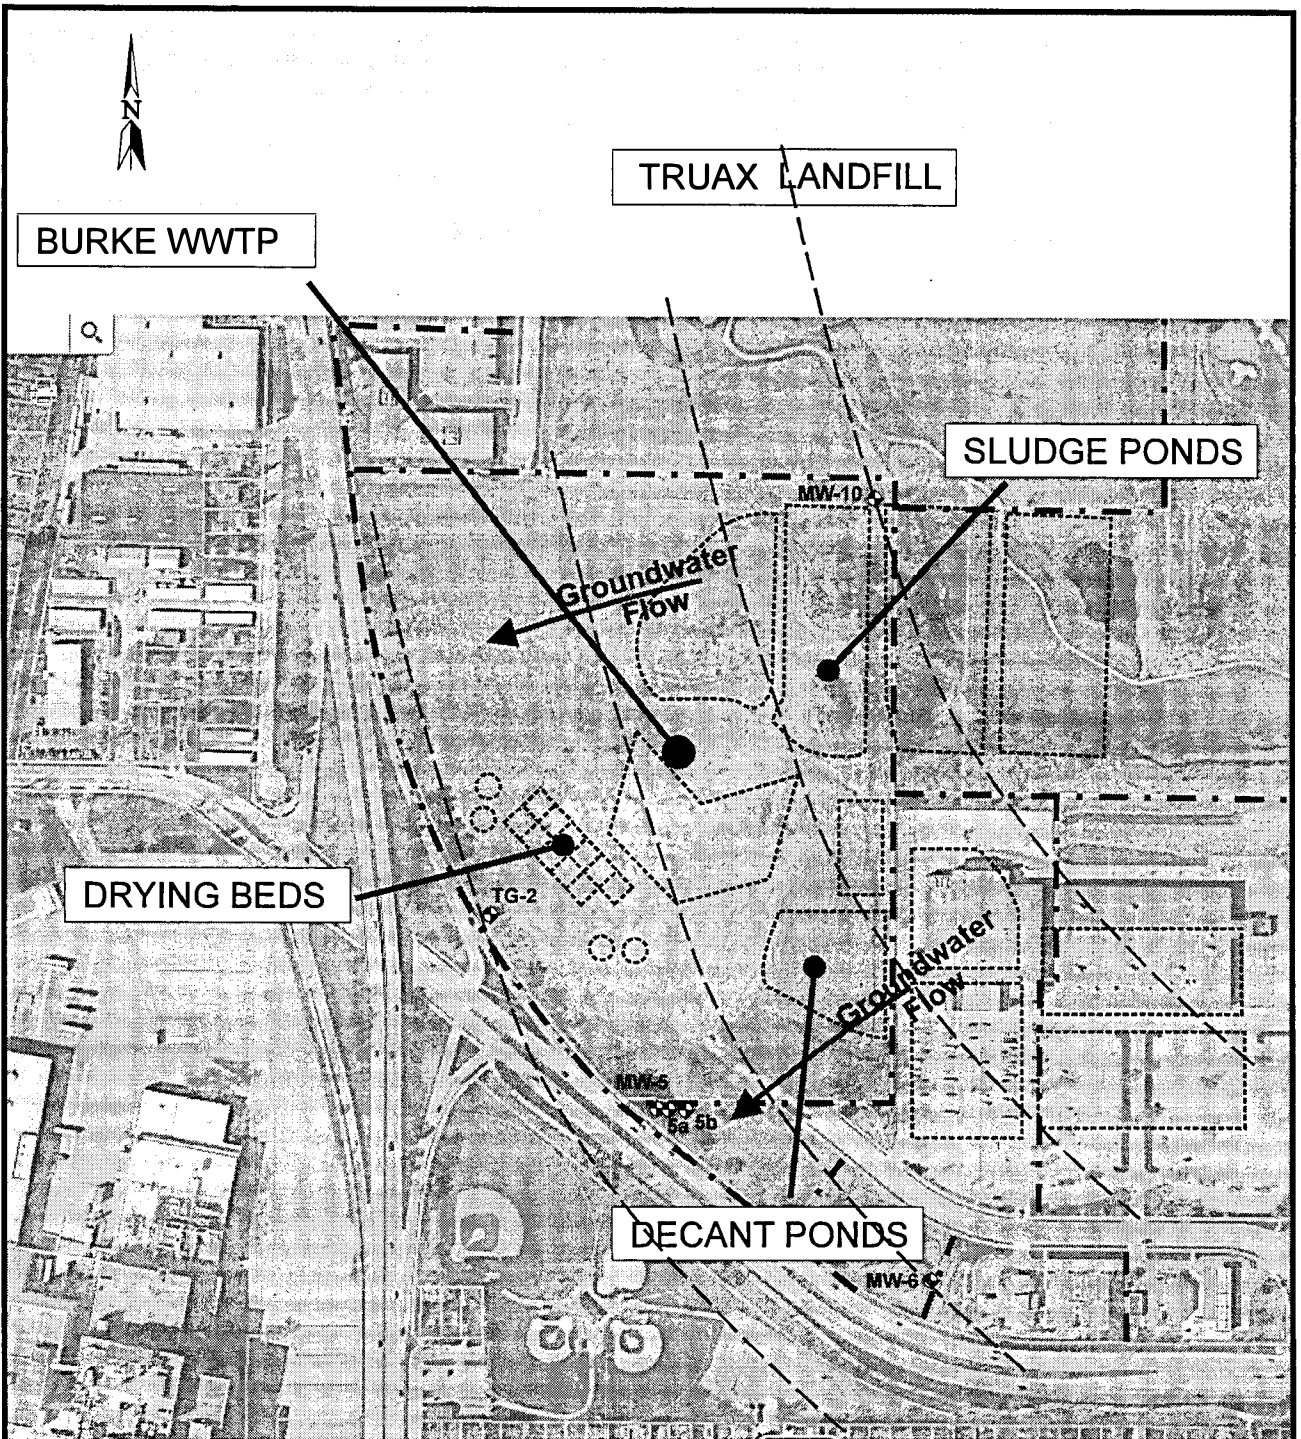 N
TRUAX LANDFILL
BURKE WWTP
SLUDGE PONDS
MW-10
Groundwater
Flow
DRYING BEDS
TG-2
Groundwater
Flow
MW-5
5a 5b
DECANT PONDS
MW-6